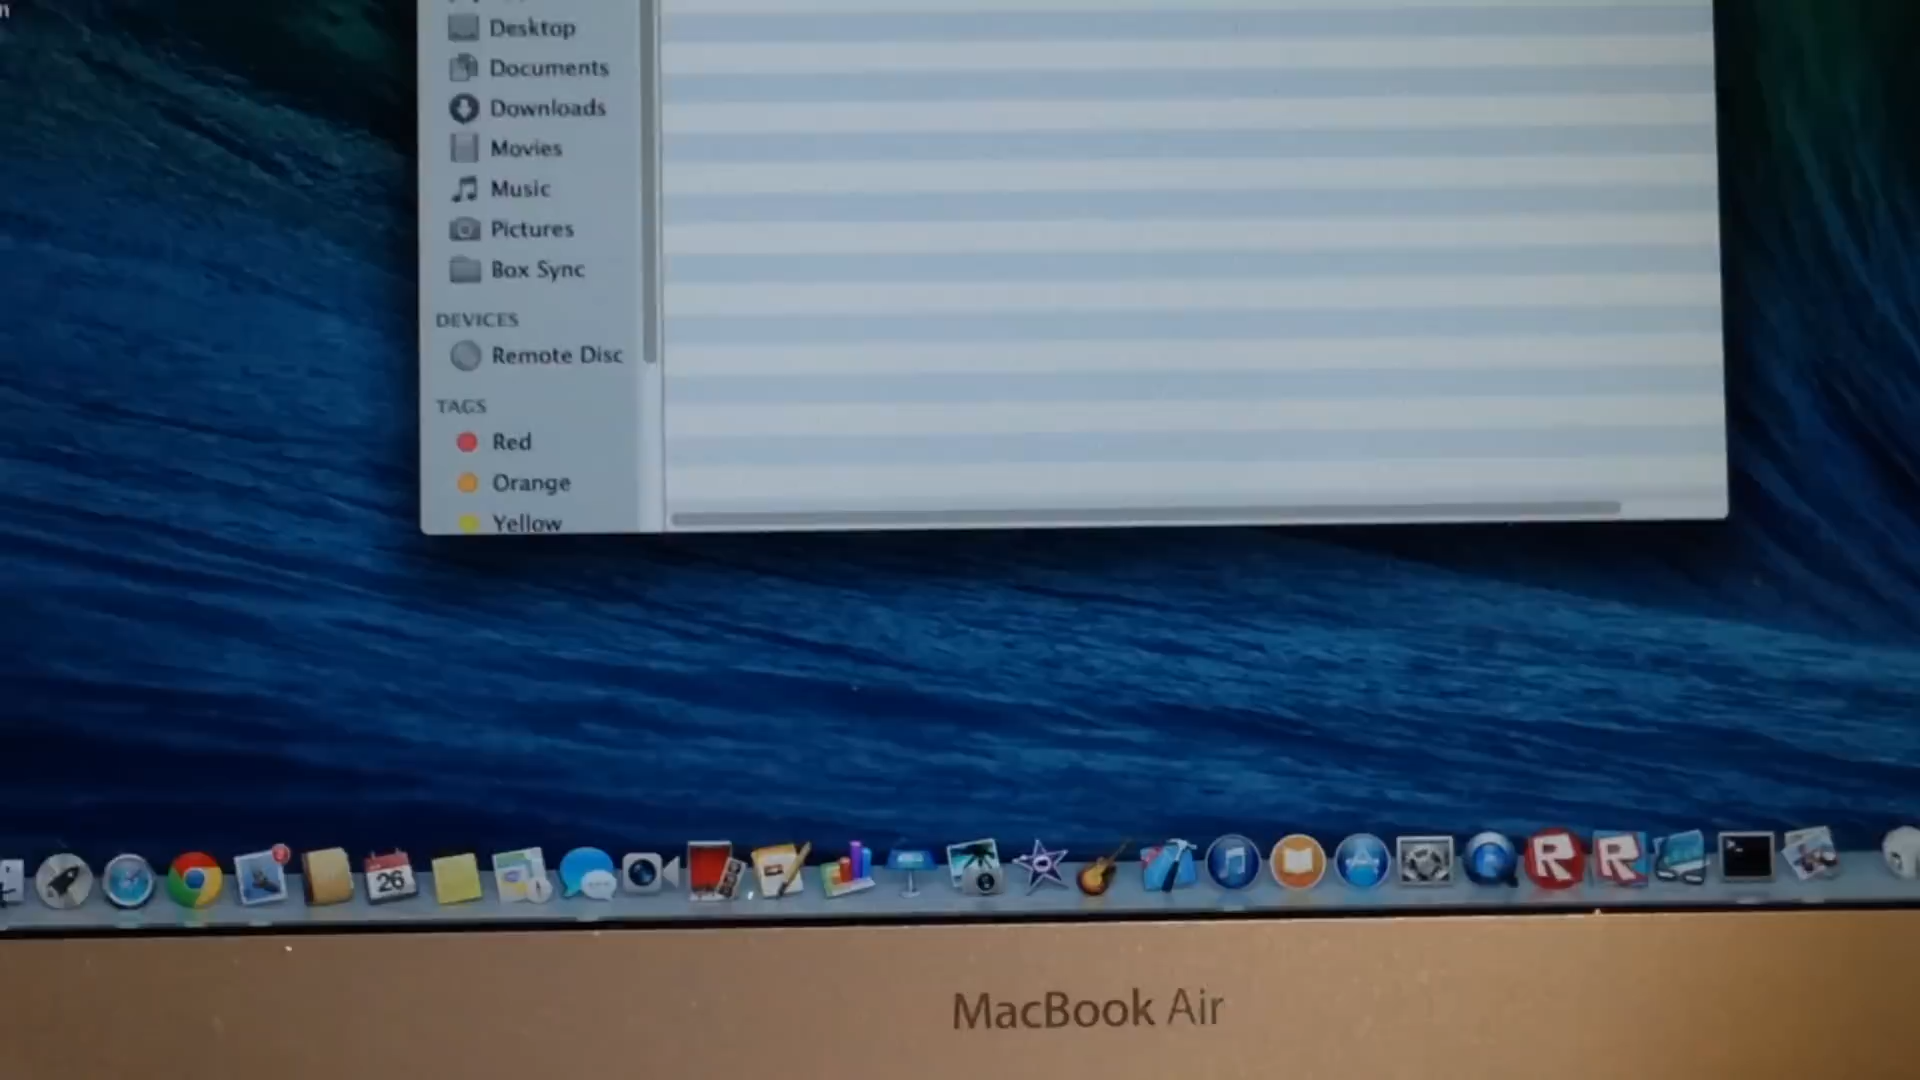 Desktop
Documents
Downloads
Movies
Music
Pictures
Box Sync
DEVICES
Remote Disc
TAGS
Red
Orange
Yellow
26
R
R
MacBook Air